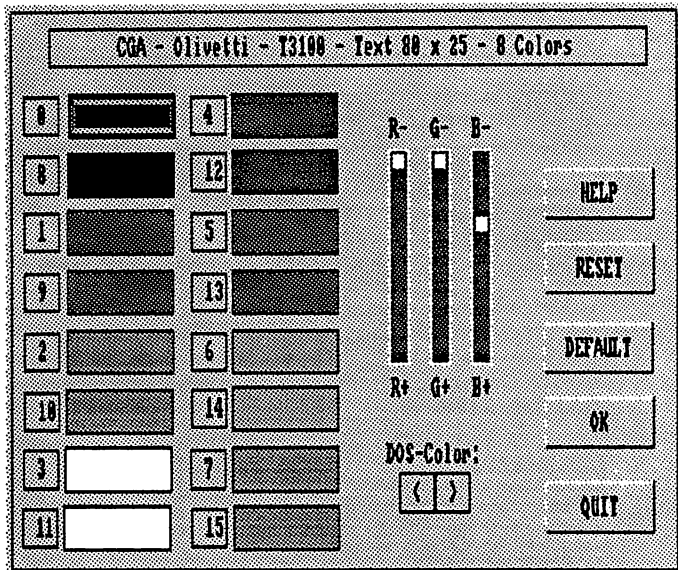 CGA - Olivetti - T3100 - Text 80 x 25 - 8 Colors
0 4
8 12
1 5
9 13
2 6
10 14
3 7
11 15
R- G- B-
R+ G+ B+
DOS-Color:
< >
HELP
RESET
DEFAULT
OK
QUIT